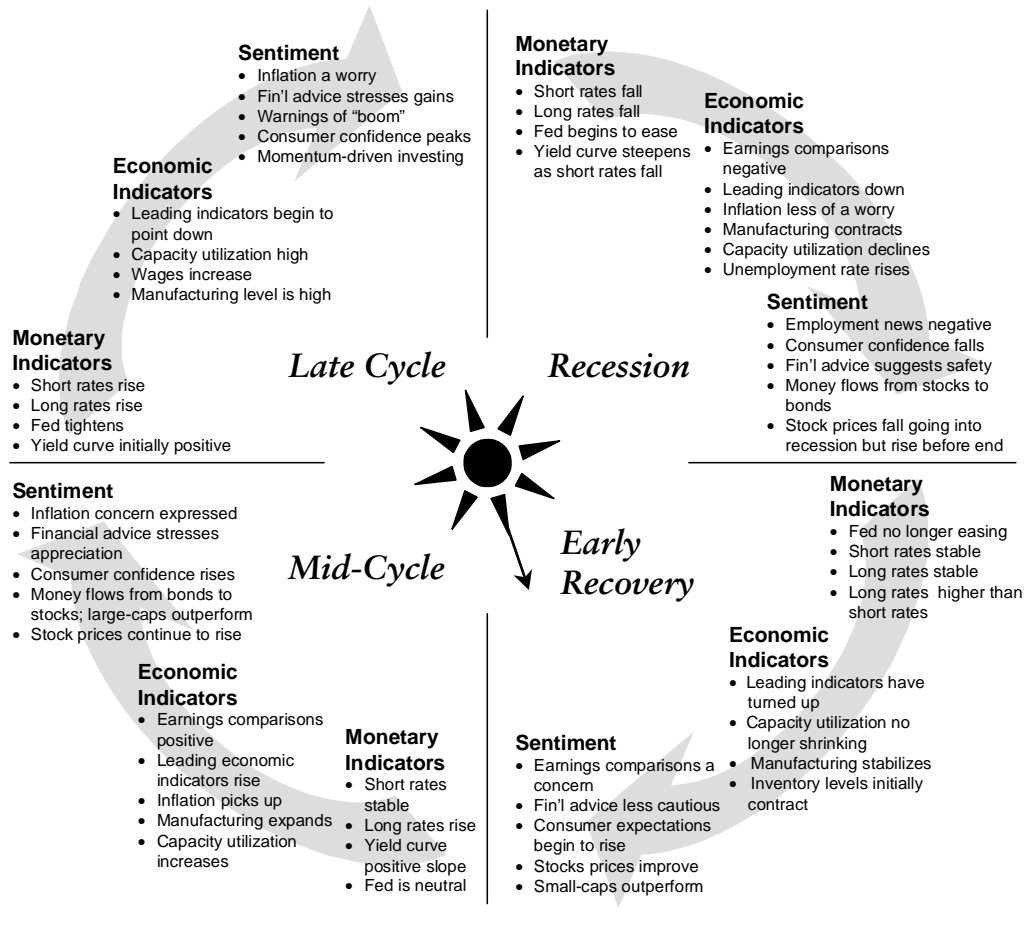 Sentiment
• Inflation a worry
• Fin'l advice stresses gains
• Warnings of “boom”
• Consumer confidence peaks
• Momentum-driven investing
Economic
Indicators
• Leading indicators begin to
point down
• Capacity utilization high
• Wages increase
• Manufacturing level is high
Monetary
Indicators
• Short rates rise
• Long rates rise
• Fed tightens
• Yield curve initially positive
Late Cycle
Monetary
Indicators
• Short rates fall
• Long rates fall
• Fed begins to ease
• Yield curve steepens
as short rates fall
Economic
Indicators
• Earnings comparisons
negative
• Leading indicators down
• Inflation less of a worry
• Manufacturing contracts
• Capacity utilization declines
• Unemployment rate rises
Sentiment
• Employment news negative
• Consumer confidence falls
• Fin'l advice suggests safety
• Money flows from stocks to
bonds
• Stock prices fall going into
recession but rise before end
Recession
Sentiment
• Inflation concern expressed
• Financial advice stresses
appreciation
• Consumer confidence rises
• Money flows from bonds to
stocks; large-caps outperform
• Stock prices continue to rise
Mid-Cycle
Economic
Indicators
• Earnings comparisons
positive
• Leading economic
indicators rise
• Inflation picks up
• Manufacturing expands
• Capacity utilization
increases
Monetary
Indicators
• Short rates
stable
• Long rates rise
• Yield curve
positive slope
• Fed is neutral
Early
Recovery
Monetary
Indicators
• Fed no longer easing
• Short rates stable
• Long rates stable
• Long rates higher than
short rates
Economic
Indicators
• Leading indicators have
turned up
• Capacity utilization no
longer shrinking
• Manufacturing stabilizes
• Inventory levels initially
contract
Sentiment
• Earnings comparisons a
concern
• Fin'l advice less cautious
• Consumer expectations
begin to rise
• Stocks prices improve
• Small-caps outperform